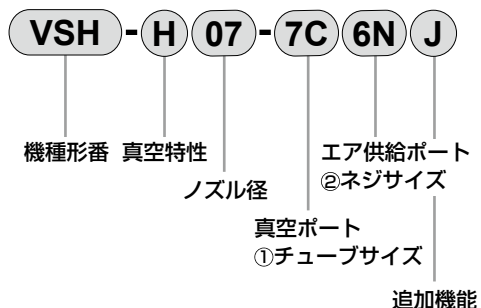 VSH - H 07 - 7C 6N J
機種形番 真空特性 エア供給ポート
②ネジサイズ
ノズル径
真空ポート
①チューブサイズ
追加機能